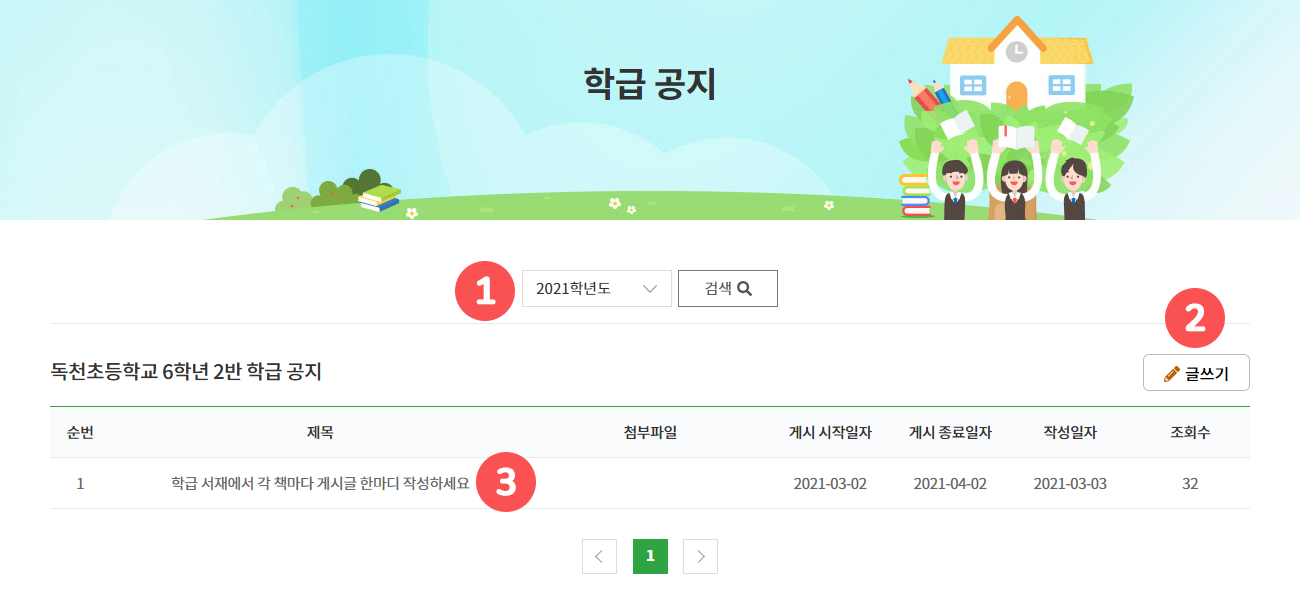 학급 공지
1
2021학년도
검색
2
독천초등학교 6학년 2반 학급 공지
글쓰기
순번 제목 첨부파일 게시 시작일자 게시 종료일자 작성일자 조회수
1 학급 서재에서 각 책마다 게시글 한마디 작성하세요 3 2021-03-02 2021-04-02 2021-03-03 32
1